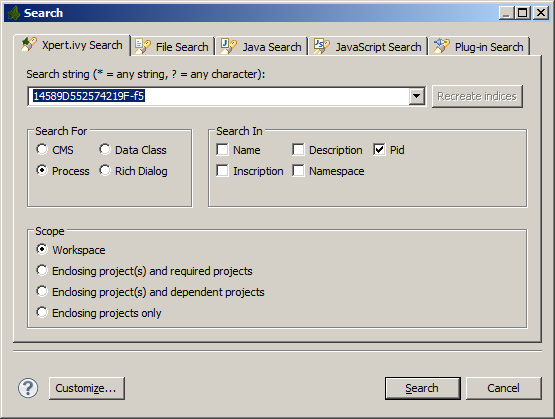 Search
Xpert.ivy Search File Search Java Search JavaScript Search Plug-in Search
Search string (* = any string, ? = any character):
14589D552574219F-f5 Recreate indices
Search For Search In
CMS Data Class Name Description Pid
Process Rich Dialog Inscription Namespace
Scope
Workspace
Enclosing project(s) and required projects
Enclosing project(s) and dependent projects
Enclosing projects only
? Customize... Search Cancel